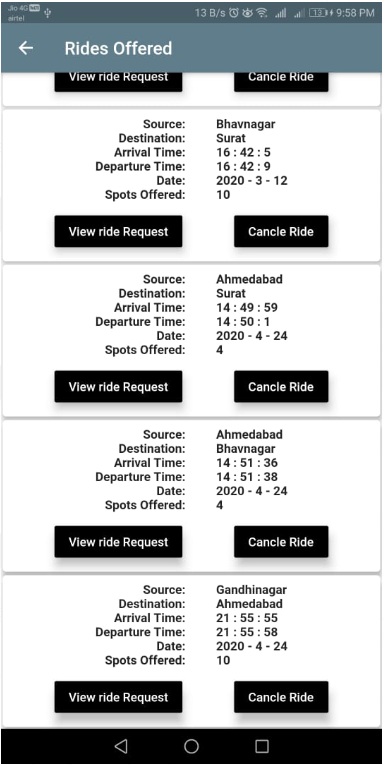 Jio 4G HD
airtel
13 B/s 9:58 PM
Rides Offered
View ride Request Cancle Ride
Source: Bhavnagar
Destination: Surat
Arrival Time: 16 : 42 : 5
Departure Time: 16 : 42 : 9
Date: 2020 - 3 - 12
Spots Offered: 10
View ride Request Cancle Ride
Source: Ahmedabad
Destination: Surat
Arrival Time: 14 : 49 : 59
Departure Time: 14 : 50 : 1
Date: 2020 - 4 - 24
Spots Offered: 4
View ride Request Cancle Ride
Source: Ahmedabad
Destination: Bhavnagar
Arrival Time: 14 : 51 : 36
Departure Time: 14 : 51 : 38
Date: 2020 - 4 - 24
Spots Offered: 4
View ride Request Cancle Ride
Source: Gandhinagar
Destination: Ahmedabad
Arrival Time: 21 : 55 : 55
Departure Time: 21 : 55 : 58
Date: 2020 - 4 - 24
Spots Offered: 10
View ride Request Cancle Ride